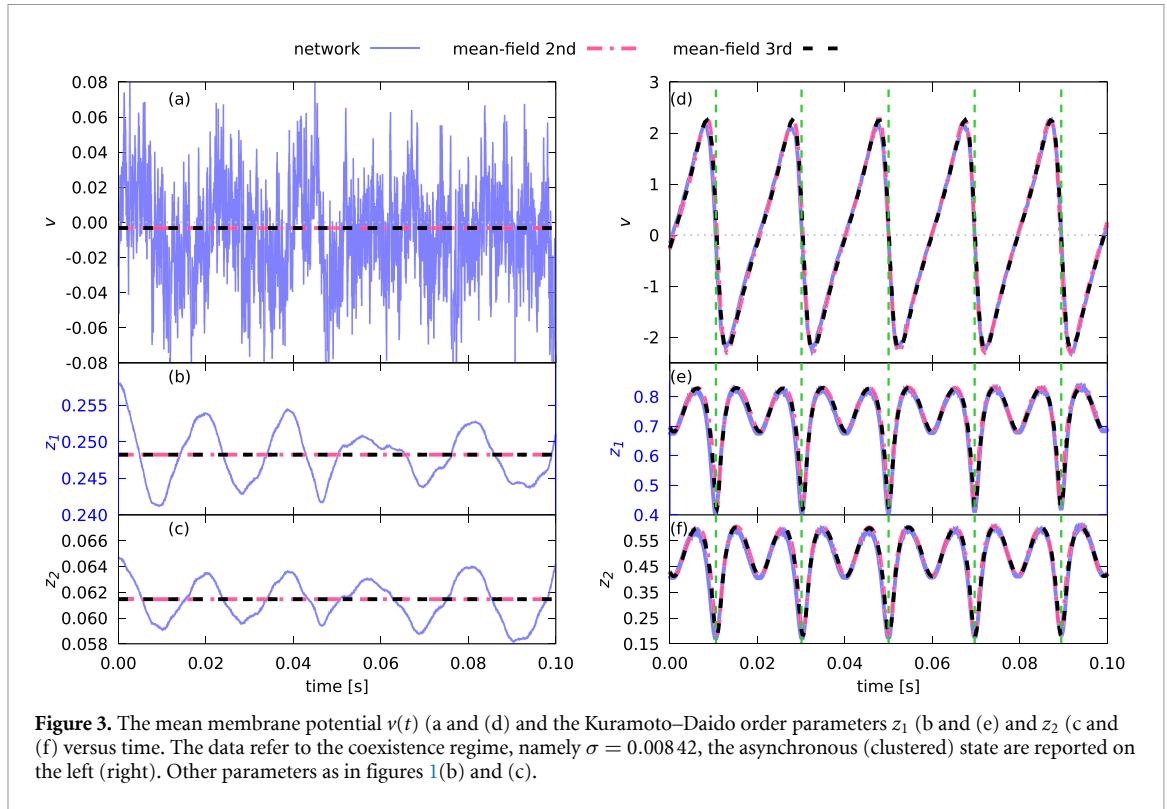 network mean-field 2nd mean-field 3rd
(a)
0.08
0.06
0.04
0.02
0.00
-0.02
-0.04
-0.06
-0.08
v
(b)
0.255
0.250
0.245
0.240
z1
(c)
0.066
0.064
0.062
0.060
0.058
z2
0.00 0.02 0.04 0.06 0.08 0.10
time [s]
(d)
3
2
1
0
-1
-2
v
(e)
0.8
0.7
0.6
0.5
0.4
z1
(f)
0.55
0.45
0.35
0.25
0.15
z2
0.00 0.02 0.04 0.06 0.08 0.10
time [s]
Figure 3. The mean membrane potential v(t) (a and (d) and the Kuramoto–Daido order parameters z1 (b and (e) and z2 (c and
(f) versus time. The data refer to the coexistence regime, namely σ = 0.008 42, the asynchronous (clustered) state are reported on
the left (right). Other parameters as in figures 1(b) and (c).